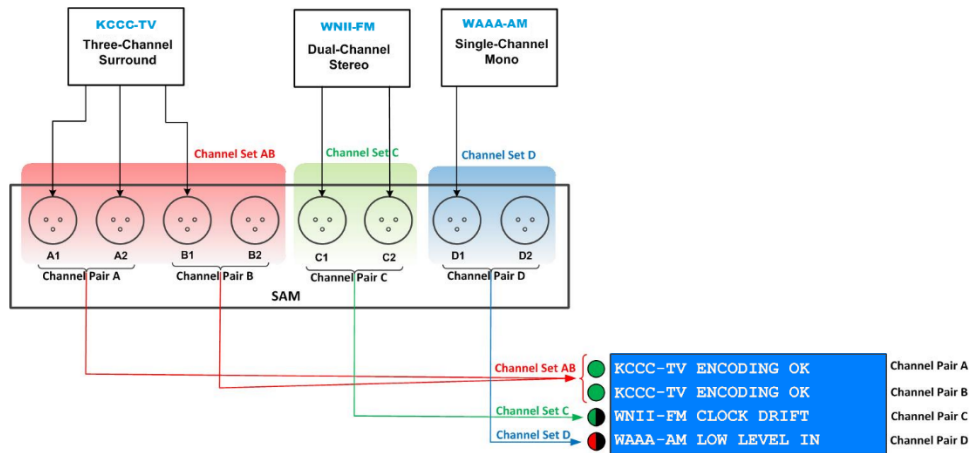 KCCC-TV
Three-Channel
Surround
WNII-FM
Dual-Channel
Stereo
WAAA-AM
Single-Channel
Mono
Channel Set AB
Channel Set C
Channel Set D
A1
A2
B1
B2
C1
C2
D1
D2
Channel Pair A
Channel Pair B
Channel Pair C
Channel Pair D
SAM
Channel Set AB
KCCC-TV ENCODING OK
Channel Pair A
KCCC-TV ENCODING OK
Channel Pair B
Channel Set C
WNII-FM CLOCK DRIFT
Channel Pair C
Channel Set D
WAAA-AM LOW LEVEL IN
Channel Pair D